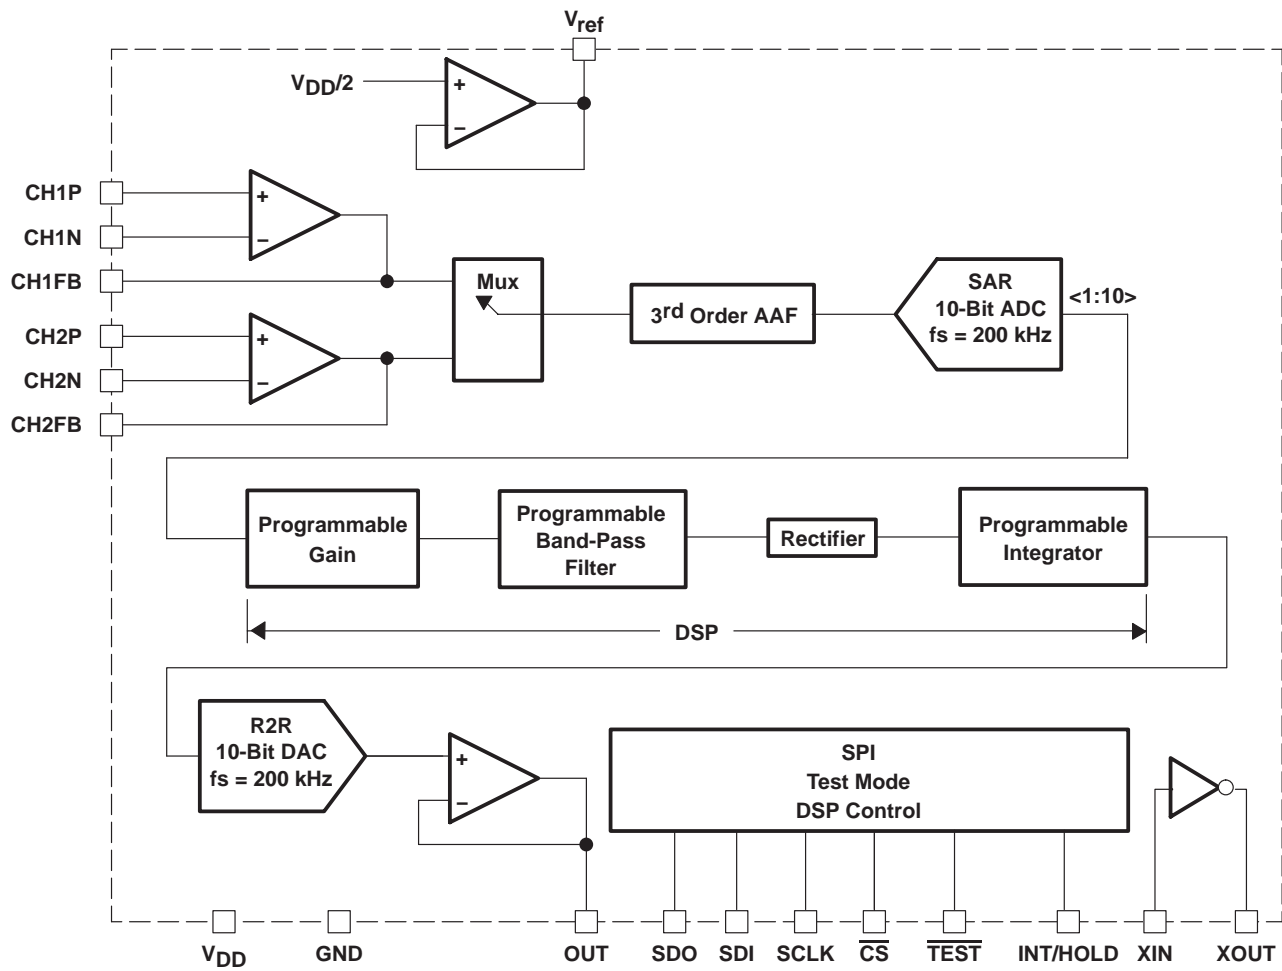 Vref
VDD/2
+
−
CH1P
+
CH1N
−
CH1FB
Mux
SAR
10-Bit ADC
fs = 200 kHz
<1:10>
3rd Order AAF
CH2P
+
CH2N
−
CH2FB
Programmable
Gain
Programmable
Band-Pass
Filter
Rectifier
Programmable
Integrator
DSP
R2R
10-Bit DAC
fs = 200 kHz
+
−
SPI
Test Mode
DSP Control
VDD
GND
OUT
SDO
SDI
SCLK
CS
TEST
INT/HOLD
XIN
XOUT